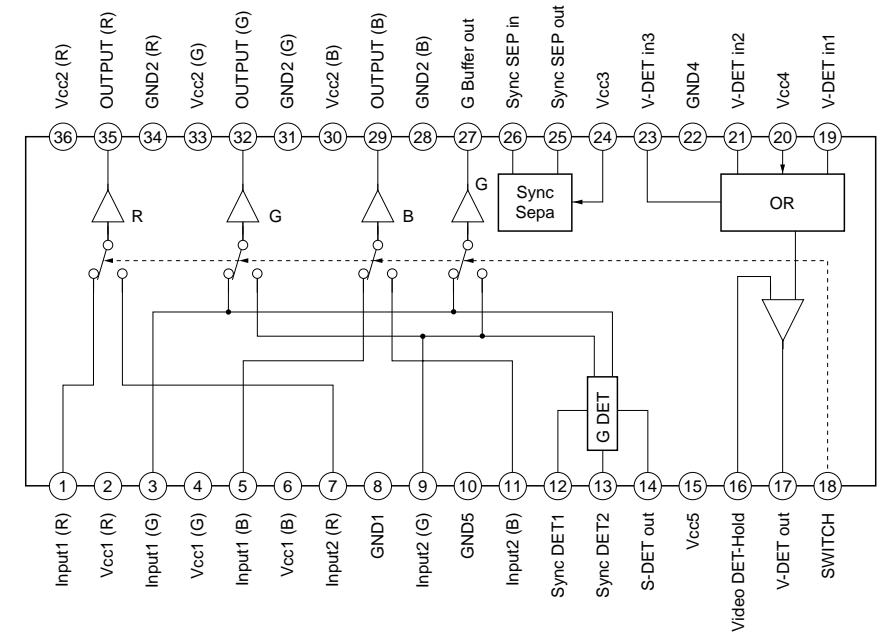 Vcc2 (R)
OUTPUT (R)
GND2 (R)
Vcc2 (G)
OUTPUT (G)
GND2 (G)
Vcc2 (B)
OUTPUT (B)
GND2 (B)
G Buffer out
Sync SEP in
Sync SEP out
Vcc3
V-DET in3
GND4
V-DET in2
Vcc4
V-DET in1
36 35 34 33 32 31 30 29 28 27 26 25 24 23 22 21 20 19
R
G
B
G
Sync
Sepa
OR
G DET
1 2 3 4 5 6 7 8 9 10 11 12 13 14 15 16 17 18
Input1 (R)
Vcc1 (R)
Input1 (G)
Vcc1 (G)
Input1 (B)
Vcc1 (B)
Input2 (R)
GND1
Input2 (G)
GND5
Input2 (B)
Sync DET1
Sync DET2
S-DET out
Vcc5
Video DET-Hold
V-DET out
SWITCH